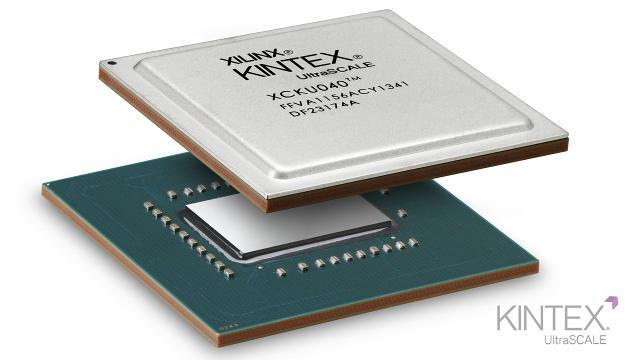 XILINX®
KINTEX®
UltraSCALE
XCKU040™
FFVA1156ACY1341
DF23174A
KINTEX
UltraSCALE